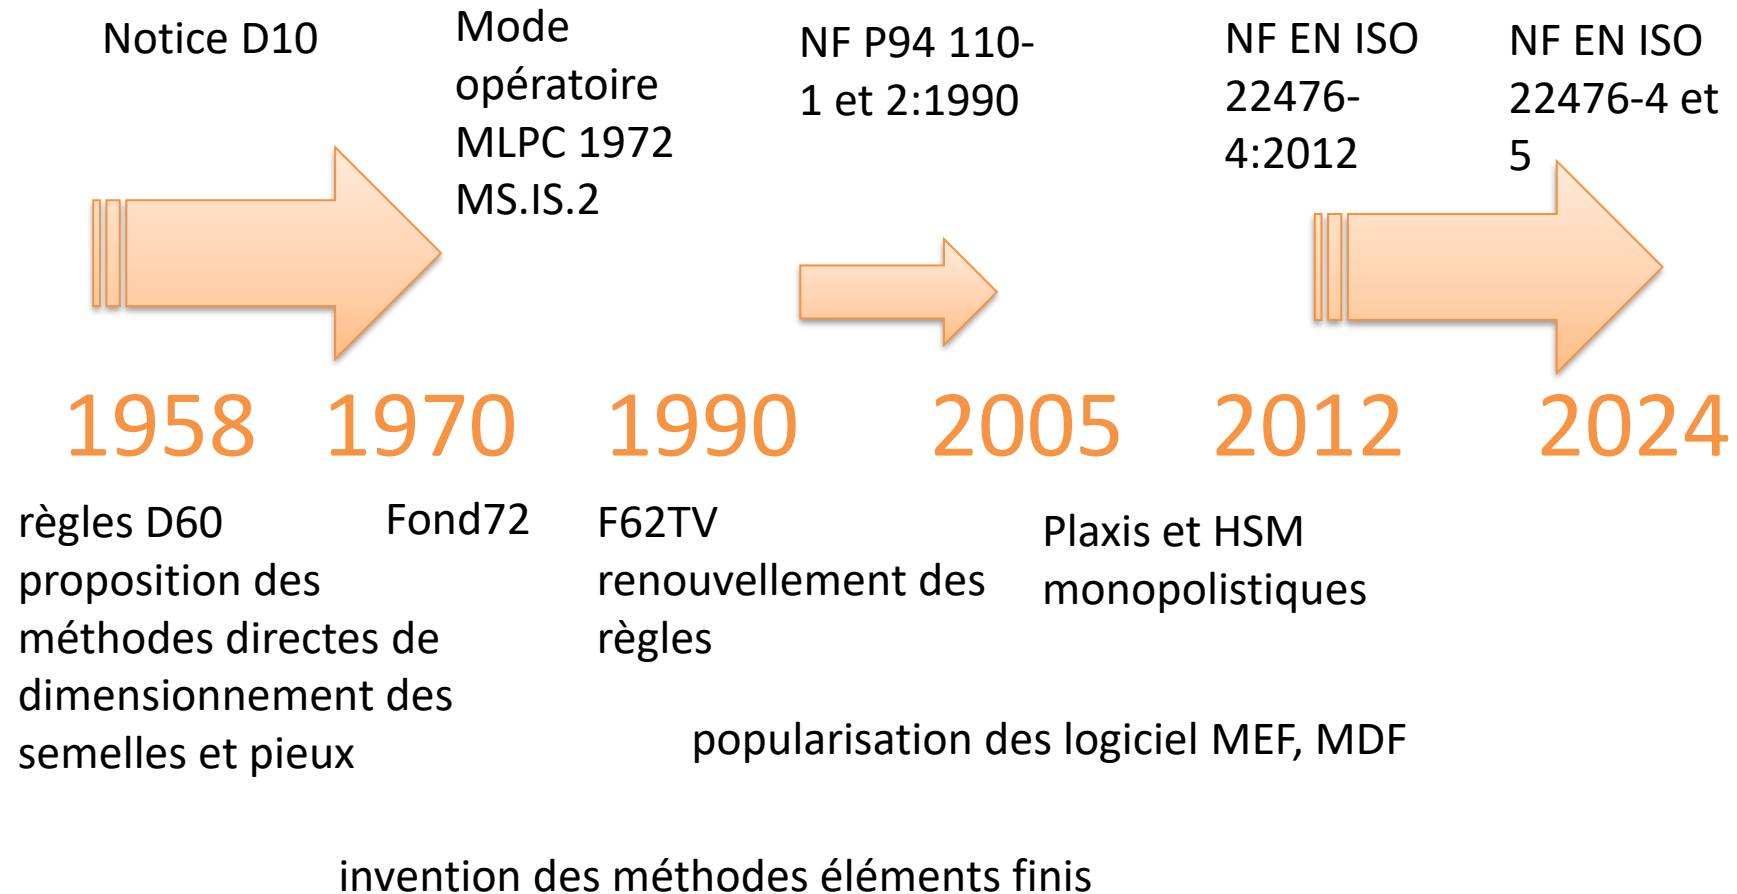 Notice D10
Mode
opératoire
MLPC 1972
MS.IS.2
NF P94 110-
1 et 2:1990
NF EN ISO
22476-
4:2012
NF EN ISO
22476-4 et
5
1958
1970
1990
2005
2012
2024
règles D60
proposition des
méthodes directes de
dimensionnement des
semelles et pieux
Fond72
F62TV
renouvellement des
règles
Plaxis et HSM
monopolistiques
popularisation des logiciel MEF, MDF
invention des méthodes éléments finis